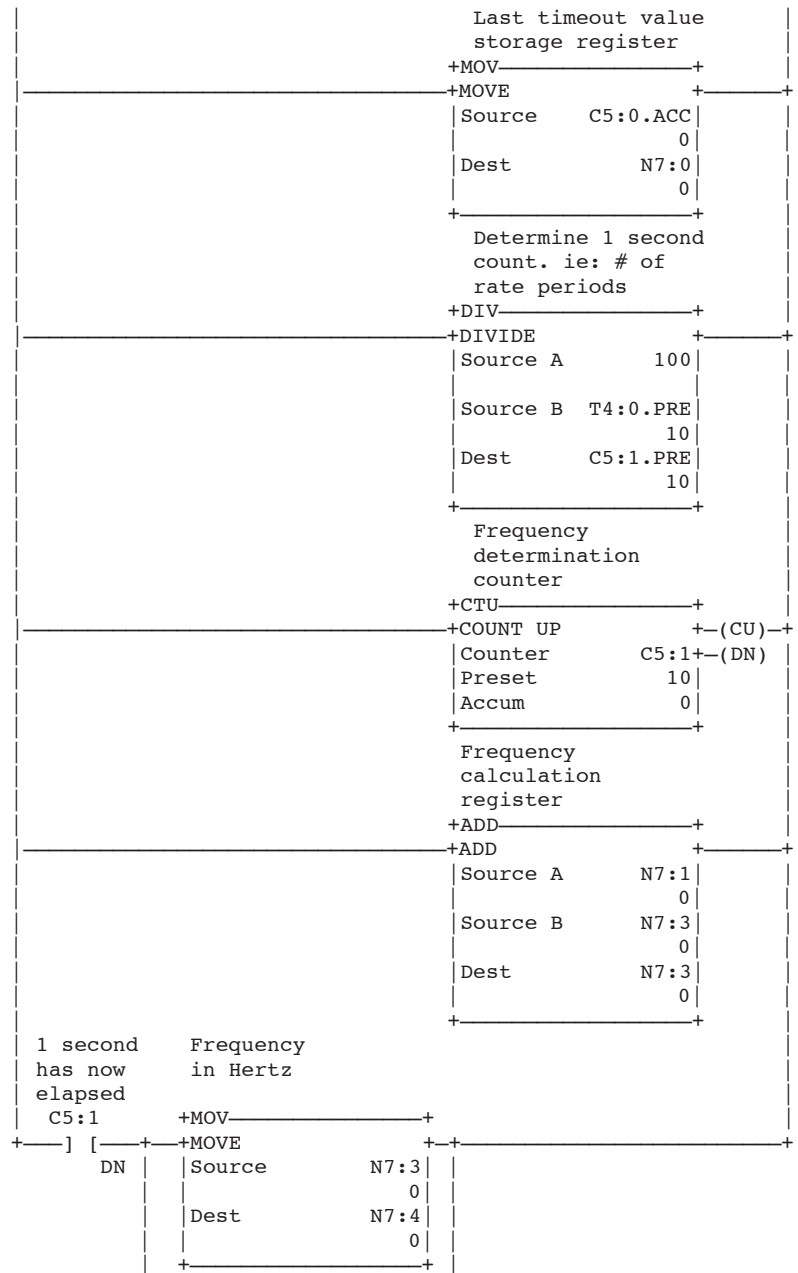 Last timeout value
storage register
+MOV—————————————————+
+MOVE +———————+
Source C5:0.ACC
0
Dest N7:0
0
Determine 1 second
count. ie: # of
rate periods
+DIV—————————————————+
+DIVIDE +———————+
Source A 100
Source B T4:0.PRE
10
Dest C5:1.PRE
10
Frequency
determination
counter
+CTU—————————————————+
+COUNT UP +—(CU)—+
Counter C5:1+—(DN)
Preset 10
Accum 0
Frequency
calculation
register
+ADD—————————————————+
+ADD +———————+
Source A N7:1
0
Source B N7:3
0
Dest N7:3
0
1 second Frequency
has now in Hertz
elapsed
C5:1 +MOV—————————————————+
+———] [————+——+MOVE +—+———————+
DN Source N7:3
0
Dest N7:4
0